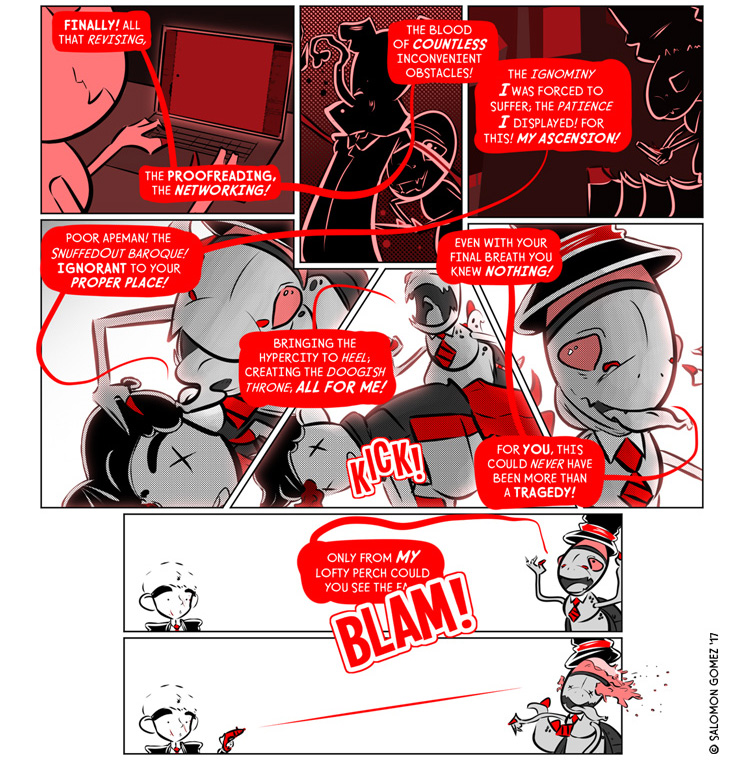 FINALLY! ALL
THAT REVISING,
THE PROOFREADING,
THE NETWORKING!
THE BLOOD
OF COUNTLESS
INCONVENIENT
OBSTACLES!
THE IGNOMINY
I WAS FORCED TO
SUFFER; THE PATIENCE
I DISPLAYED! FOR
THIS! MY ASCENSION!
POOR APEMAN! THE
SNUFFEDOUT BAROQUE!
IGNORANT TO YOUR
PROPER PLACE!
BRINGING THE
HYPERCITY TO HEEL;
CREATING THE DOOGISH
THRONE; ALL FOR ME!
KICK!
EVEN WITH YOUR
FINAL BREATH YOU
KNEW NOTHING!
FOR YOU, THIS
COULD NEVER HAVE
BEEN MORE THAN
A TRAGEDY!
ONLY FROM MY
LOFTY PERCH COULD
YOU SEE THE FA
BLAM!
© SALOMON GOMEZ '17